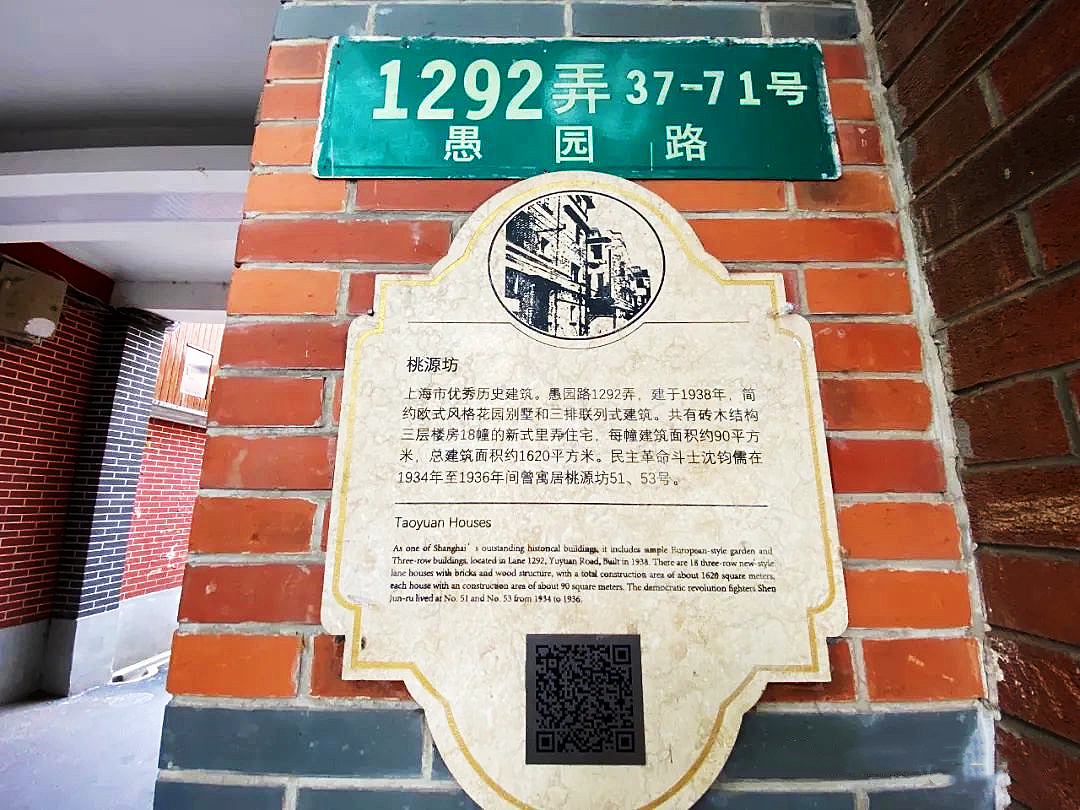 1292弄 37-71号
愚园路
桃源坊
上海市优秀历史建筑。愚园路1292弄，建于1938年，简
约欧式风格花园别墅和三排联列式建筑。共有砖木结构
三层楼房18幢的新式里弄住宅，每幢建筑面积约90平方
米，总建筑面积约1620平方米。民主革命斗士沈钧儒在
1934年至1936年间曾寓居桃源坊51、53号。
Taoyuan Houses
As one of Shanghai's outstanding historical buildings, it includes simple European-style garden and
Three-row buildings, located in Lane 1292, Yuyuan Road, Built in 1938. There are 18 three-row new-style
lane houses with bricks and wood structure, with a total construction area of about 1620 square meters,
each house with an construction area of about 90 square meters. The democratic revolution fighters Shen
Jun-ru lived at No. 51 and No. 53 from 1934 to 1936.